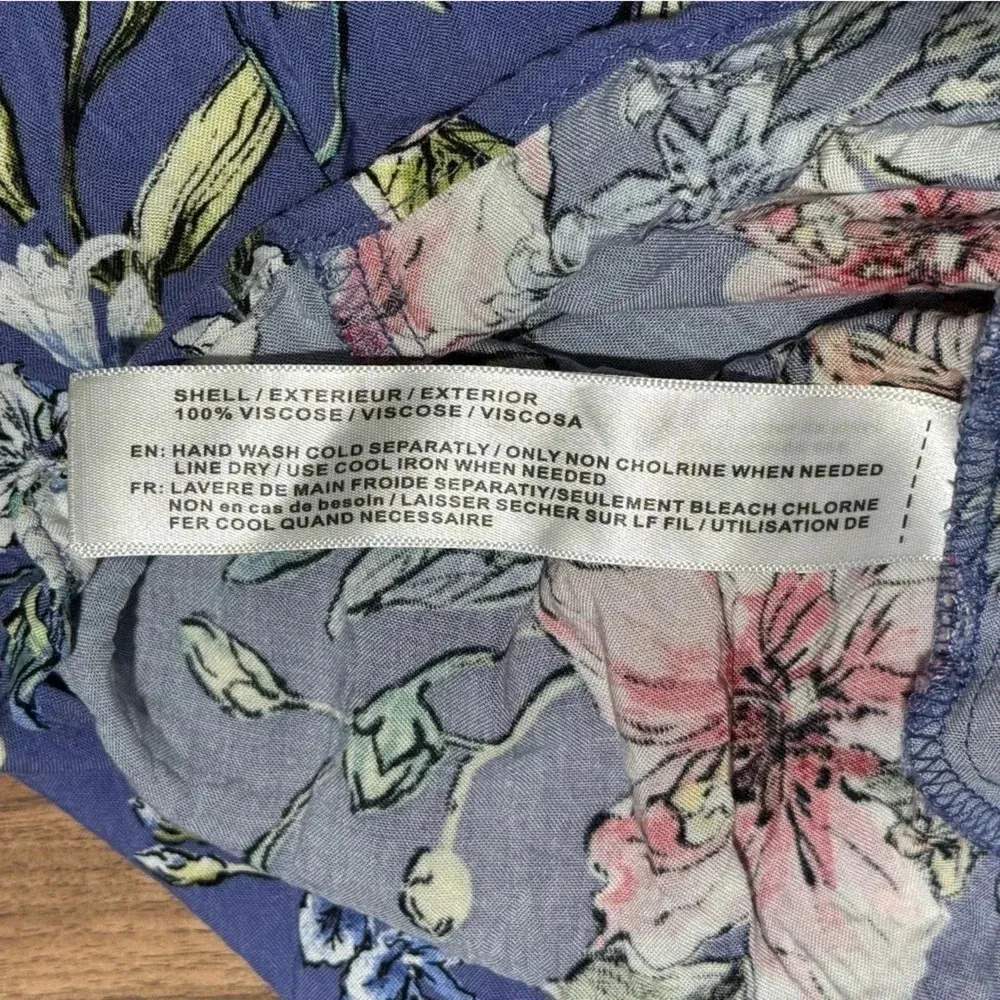 SHELL / EXTERIEUR / EXTERIOR
100% VISCOSE / VISCOSE / VISCOSA
EN: HAND WASH COLD SEPARATLY / ONLY NON CHOLRINE WHEN NEEDED
LINE DRY / USE COOL IRON WHEN NEEDED
FR: LAVERE DE MAIN FROIDE SEPARATIY/SEULEMENT BLEACH CHLORNE
NON en cas de besoin / LAISSER SECHER SUR LF FIL / UTILISATION DE
FER COOL QUAND NECESSAIRE